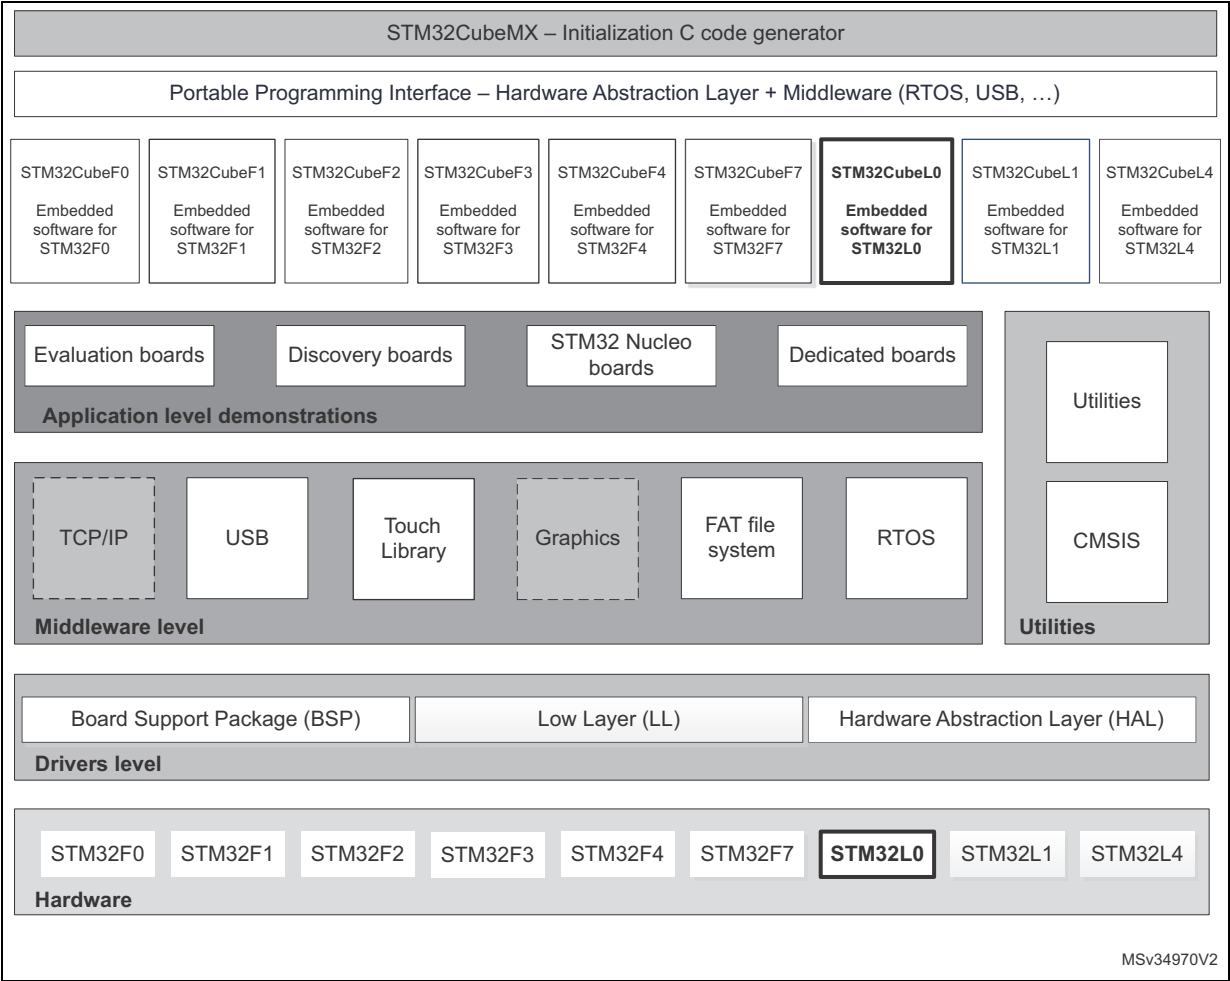 STM32CubeMX – Initialization C code generator
Portable Programming Interface – Hardware Abstraction Layer + Middleware (RTOS, USB, …)
STM32CubeF0
Embedded
software for
STM32F0
STM32CubeF1
Embedded
software for
STM32F1
STM32CubeF2
Embedded
software for
STM32F2
STM32CubeF3
Embedded
software for
STM32F3
STM32CubeF4
Embedded
software for
STM32F4
STM32CubeF7
Embedded
software for
STM32F7
STM32CubeL0
Embedded
software for
STM32L0
STM32CubeL1
Embedded
software for
STM32L1
STM32CubeL4
Embedded
software for
STM32L4
Evaluation boards
Discovery boards
STM32 Nucleo
boards
Dedicated boards
Application level demonstrations
TCP/IP
USB
Touch
Library
Graphics
FAT file
system
RTOS
Middleware level
Utilities
CMSIS
Utilities
Board Support Package (BSP)
Low Layer (LL)
Hardware Abstraction Layer (HAL)
Drivers level
STM32F0
STM32F1
STM32F2
STM32F3
STM32F4
STM32F7
STM32L0
STM32L1
STM32L4
Hardware
MSv34970V2